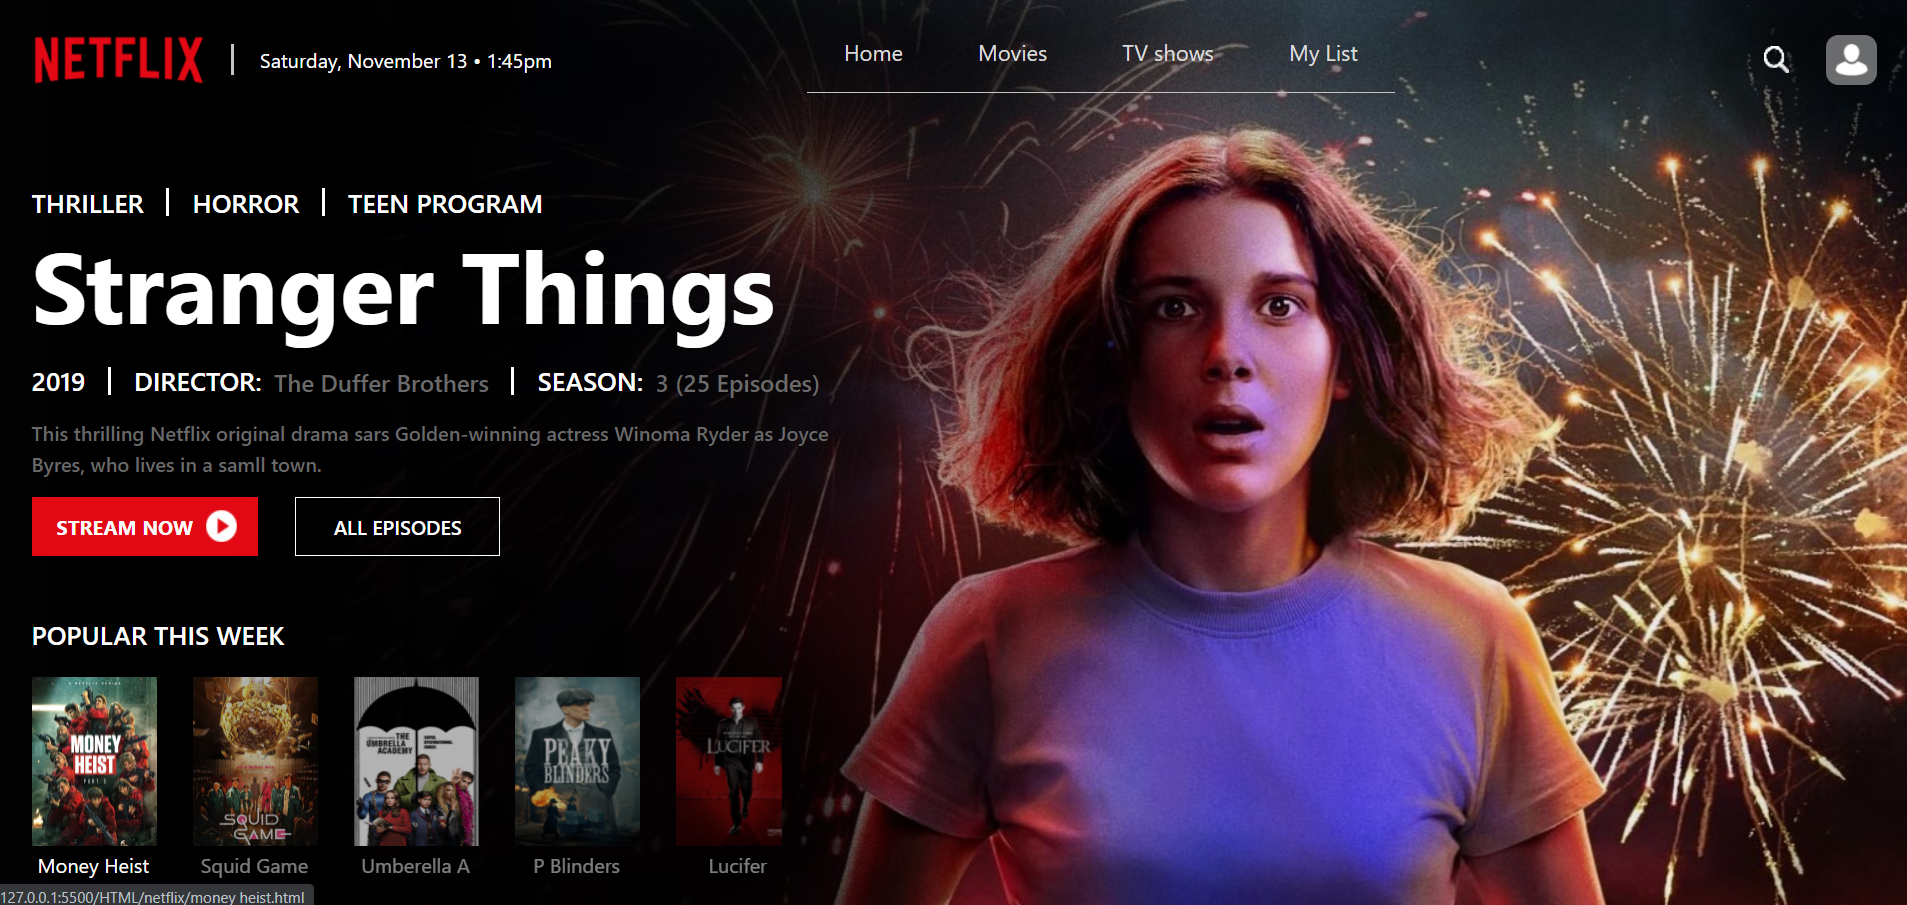 NETFLIX
Saturday, November 13 • 1:45pm
Home
Movies
TV shows
My List
THRILLER
HORROR
TEEN PROGRAM
Stranger Things
2019
DIRECTOR: The Duffer Brothers
SEASON: 3 (25 Episodes)
This thrilling Netflix original drama sars Golden-winning actress Winoma Ryder as Joyce
Byres, who lives in a samll town.
STREAM NOW
ALL EPISODES
POPULAR THIS WEEK
MONEY
HEIST
PART 5
SQUID
GAME
THE
UMBRELLA
ACADEMY
PEAKY
BLINDERS
LUCIFER
Money Heist
Squid Game
Umberella A
P Blinders
Lucifer
127.0.0.1:5500/HTML/netflix/money heist.html